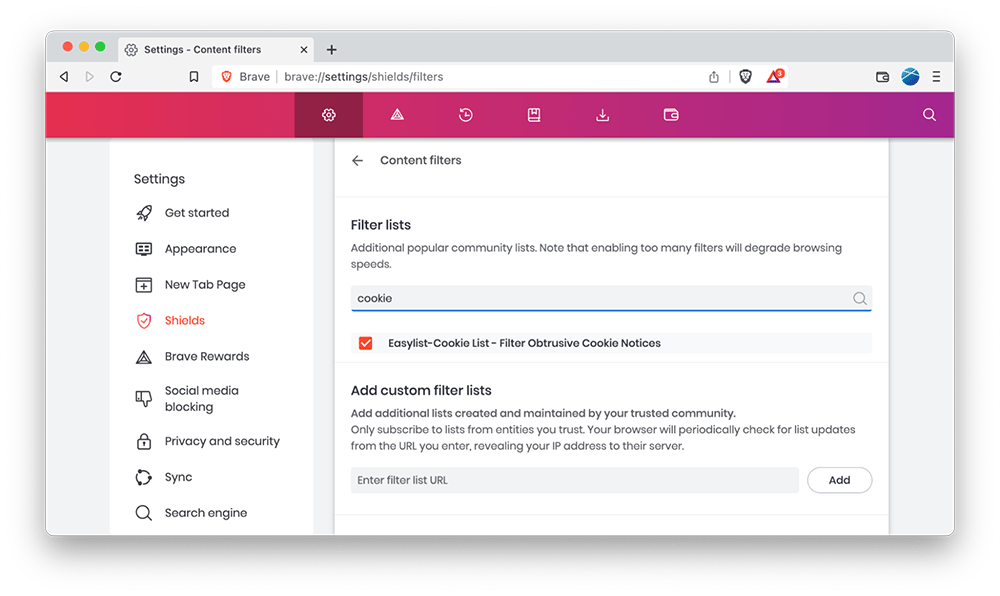 Settings - Content filters
Brave
brave://settings/shields/filters
3
Settings
Get started
Appearance
New Tab Page
Shields
Brave Rewards
Social media
blocking
Privacy and security
Sync
Search engine
Content filters
Filter lists
Additional popular community lists. Note that enabling too many filters will degrade browsing
speeds.
cookie
Easylist-Cookie List - Filter Obtrusive Cookie Notices
Add custom filter lists
Add additional lists created and maintained by your trusted community.
Only subscribe to lists from entities you trust. Your browser will periodically check for list updates
from the URL you enter, revealing your IP address to their server.
Enter filter list URL
Add